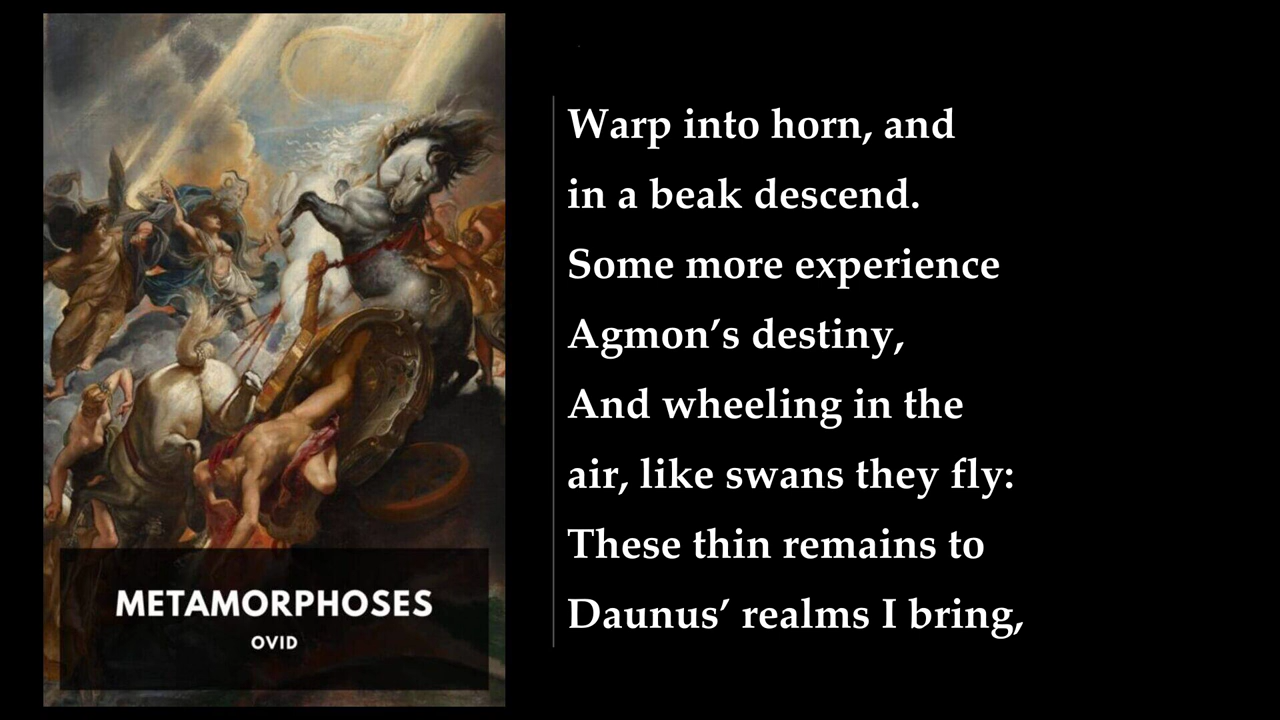 METAMORPHOSES
OVID
Warp into horn, and
in a beak descend.
Some more experience
Agmon’s destiny,
And wheeling in the
air, like swans they fly:
These thin remains to
Daunus’ realms I bring,